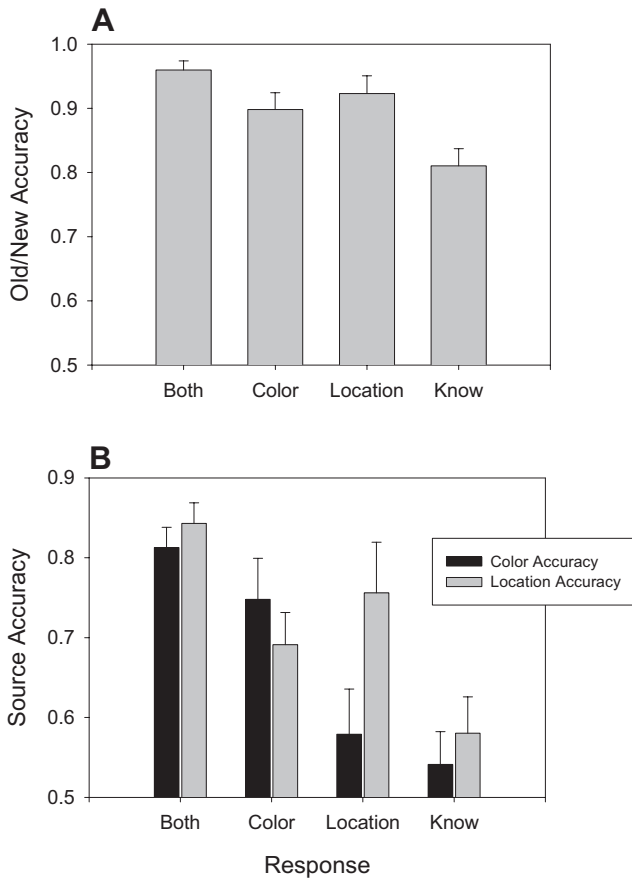 A
Old/New Accuracy
1.0
0.9
0.8
0.7
0.6
0.5
Both Color Location Know
B
Source Accuracy
0.9
0.8
0.7
0.6
0.5
Color Accuracy
Location Accuracy
Both Color Location Know
Response